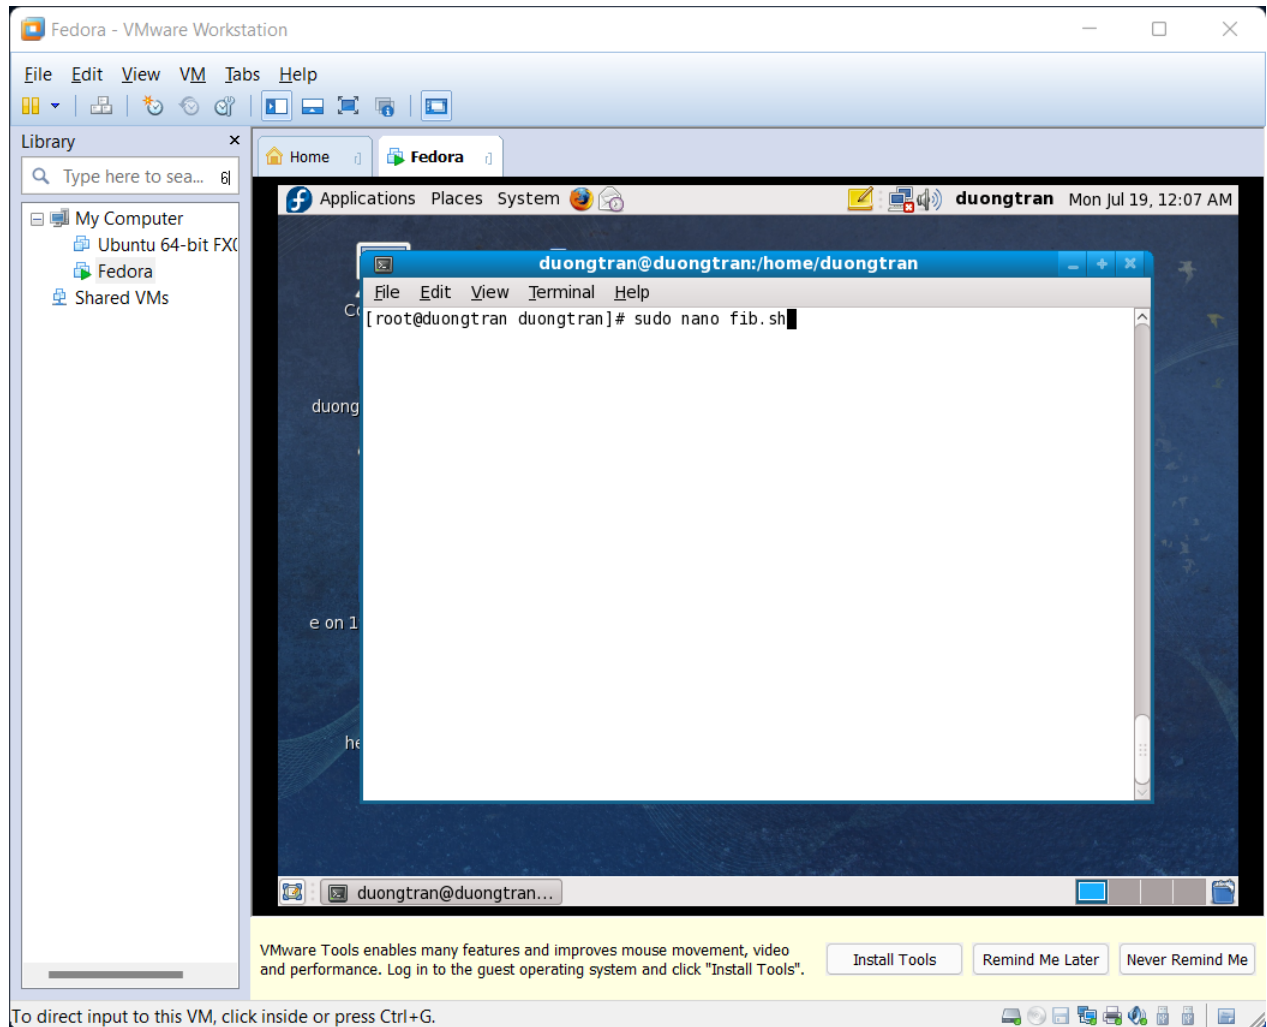 Fedora - VMware Workstation
File Edit View VM Tabs Help
Library
Type here to sea...
My Computer
Ubuntu 64-bit FX
Fedora
Shared VMs
Home
Fedora
Applications Places System
duongtran Mon Jul 19, 12:07 AM
duongtran@duongtran:/home/duongtran
File Edit View Terminal Help
[root@duongtran duongtran]# sudo nano fib.sh
duong
e on 1
he
duongtran@duongtran...
VMware Tools enables many features and improves mouse movement, video
and performance. Log in to the guest operating system and click "Install Tools".
Install Tools
Remind Me Later
Never Remind Me
To direct input to this VM, click inside or press Ctrl+G.